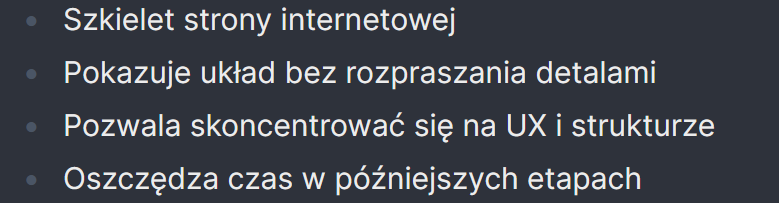 Szkielet strony internetowej
Pokazuje układ bez rozpraszania detalami
Pozwala skoncentrować się na UX i strukturze
Oszczędza czas w późniejszych etapach